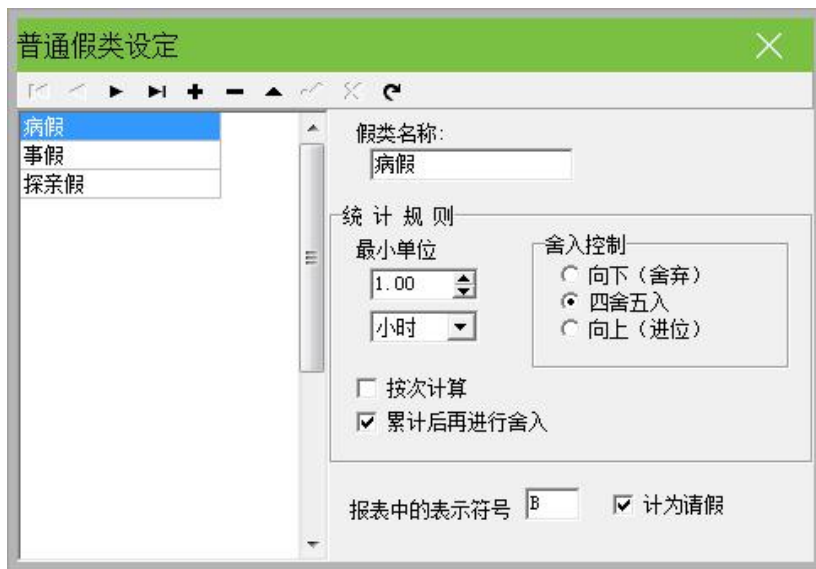 普通假类设定
病假
事假
探亲假
假类名称:
病假
统 计 规 则
最小单位
1.00
小时
舍入控制
向下（舍弃）
四舍五入
向上（进位）
按次计算
累计后再进行舍入
报表中的表示符号 B 计为请假